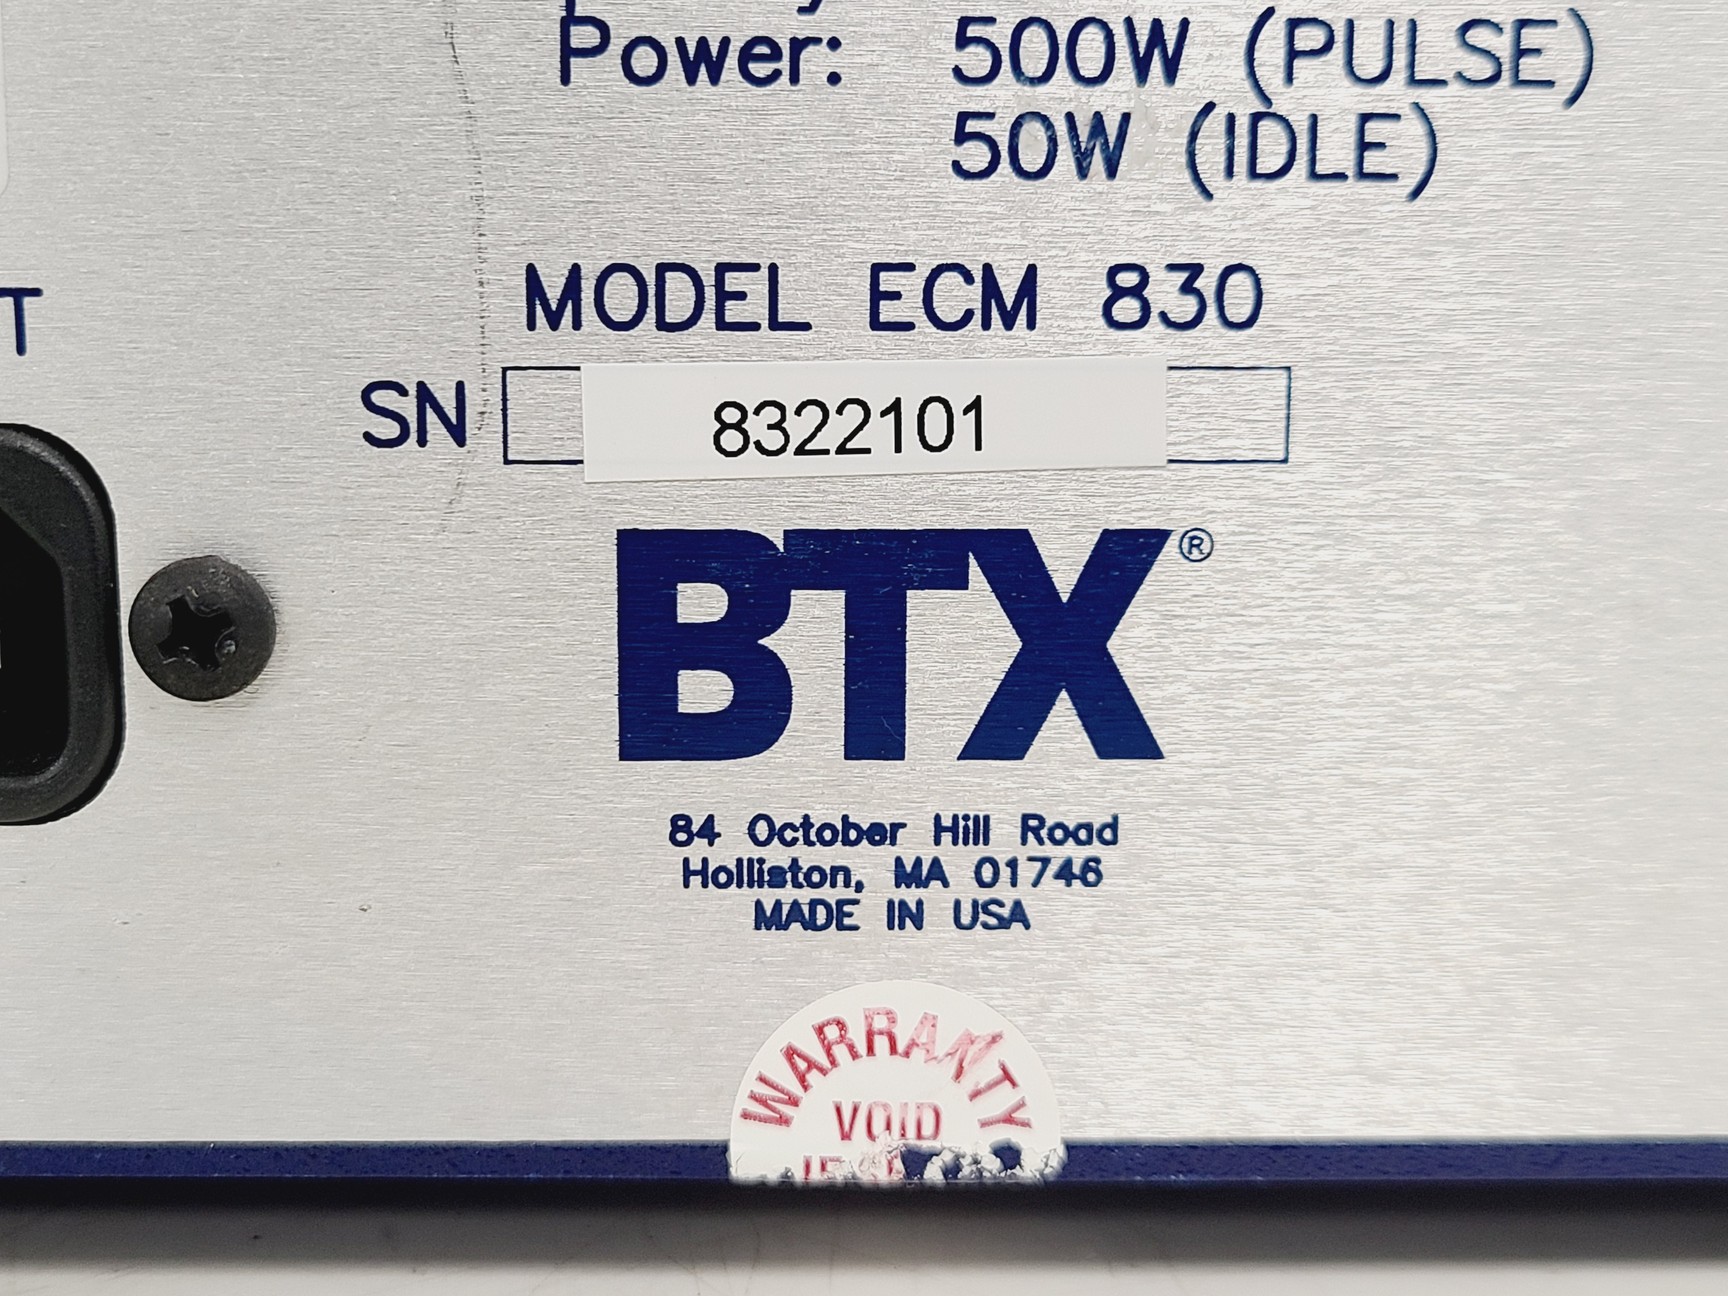 Power: 500W (PULSE)
50W (IDLE)
MODEL ECM 830
T
SN 8322101
BTX®
84 October Hill Road
Holliston, MA 01746
MADE IN USA
WARRANTY
VOID